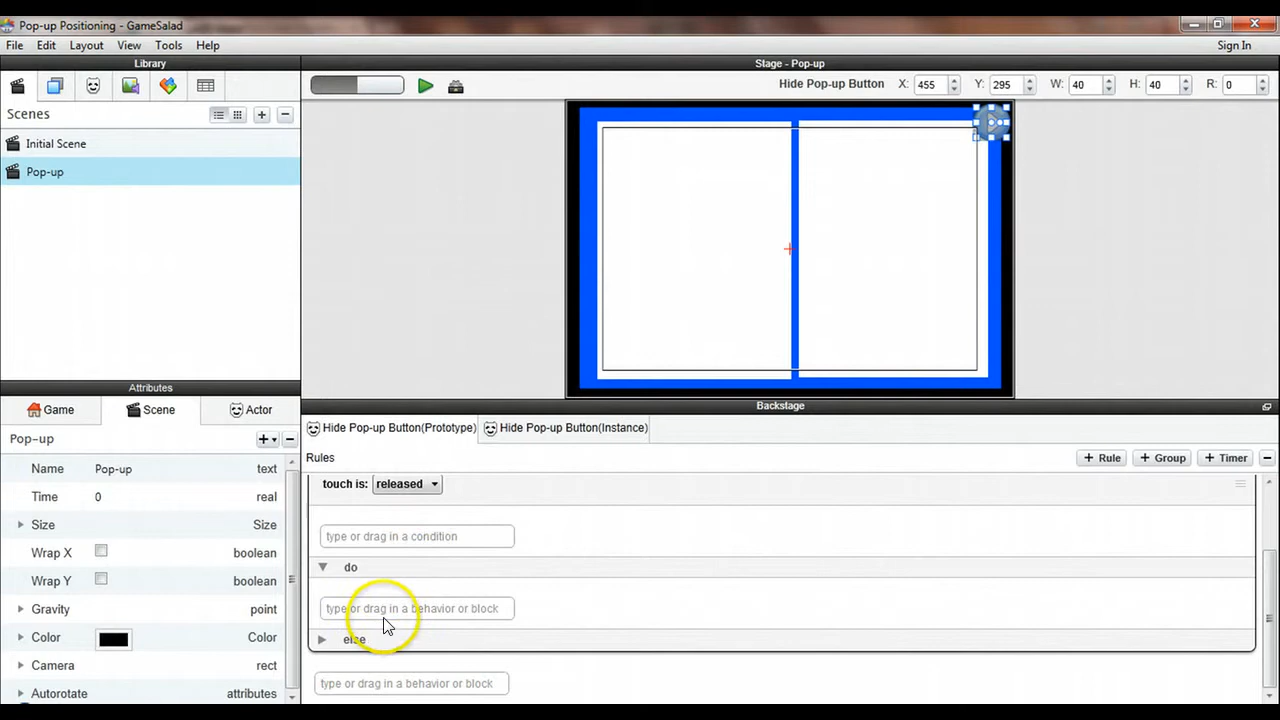 Pop-up Positioning - GameSalad
File Edit Layout View Tools Help Sign In
Library
Stage - Pop-up
Hide Pop-up Button X: 455 Y: 295 W: 40 H: 40 R: 0
Scenes
Initial Scene
Pop-up
Attributes
Backstage
Game Scene Actor
Hide Pop-up Button(Prototype) Hide Pop-up Button(Instance)
Pop-up
Rules + Rule + Group + Timer
Name Pop-up text
Time 0 real
Size Size
Wrap X boolean
Wrap Y boolean
Gravity point
Color Color
Camera rect
Autorotate attributes
touch is: released
type or drag in a condition
do
type or drag in a behavior or block
else
type or drag in a behavior or block